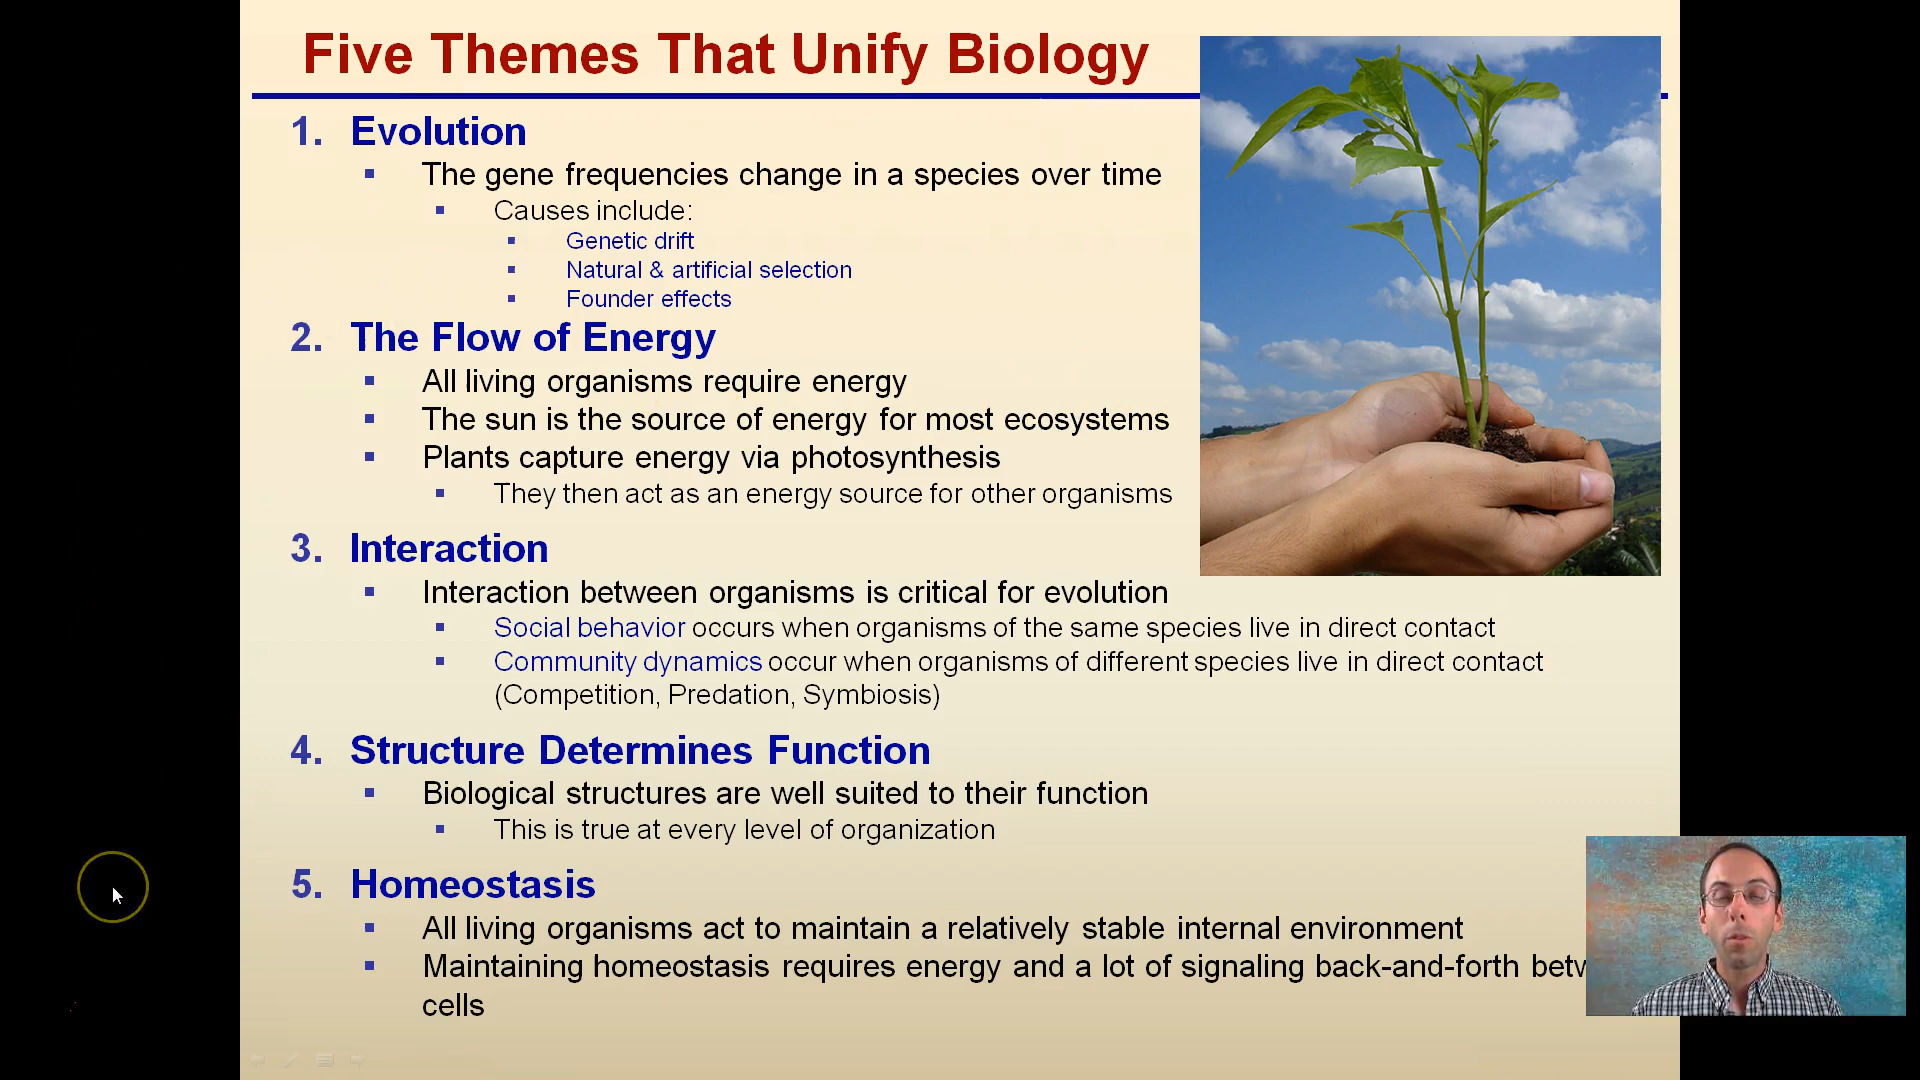 Five Themes That Unify Biology
1. Evolution
The gene frequencies change in a species over time
Causes include:
Genetic drift
Natural & artificial selection
Founder effects
2. The Flow of Energy
All living organisms require energy
The sun is the source of energy for most ecosystems
Plants capture energy via photosynthesis
They then act as an energy source for other organisms
3. Interaction
Interaction between organisms is critical for evolution
Social behavior occurs when organisms of the same species live in direct contact
Community dynamics occur when organisms of different species live in direct contact
(Competition, Predation, Symbiosis)
4. Structure Determines Function
Biological structures are well suited to their function
This is true at every level of organization
5. Homeostasis
All living organisms act to maintain a relatively stable internal environment
Maintaining homeostasis requires energy and a lot of signaling back-and-forth
cells